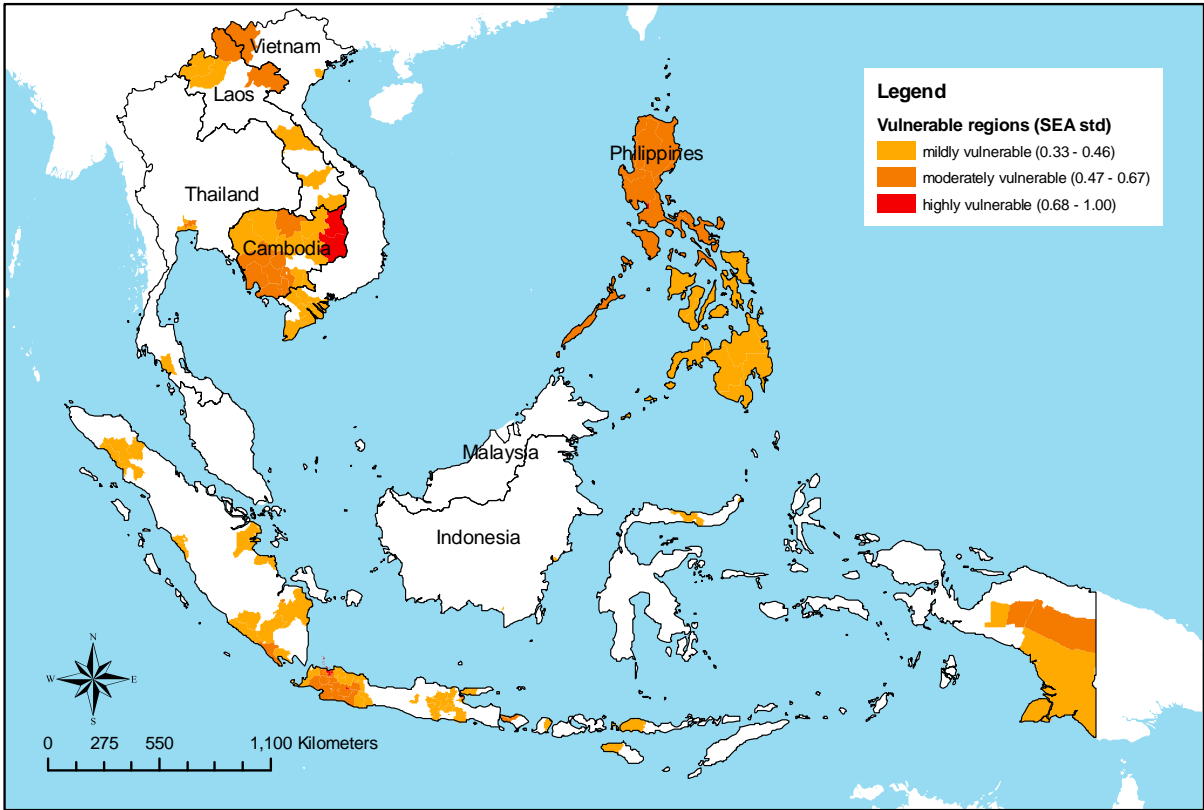 Vietnam
Laos
Thailand
Cambodia
Philippines
Malaysia
Indonesia
Legend
Vulnerable regions (SEA std)
mildly vulnerable (0.33 - 0.46)
moderately vulnerable (0.47 - 0.67)
highly vulnerable (0.68 - 1.00)
N
W
E
S
0 275 550 1,100 Kilometers